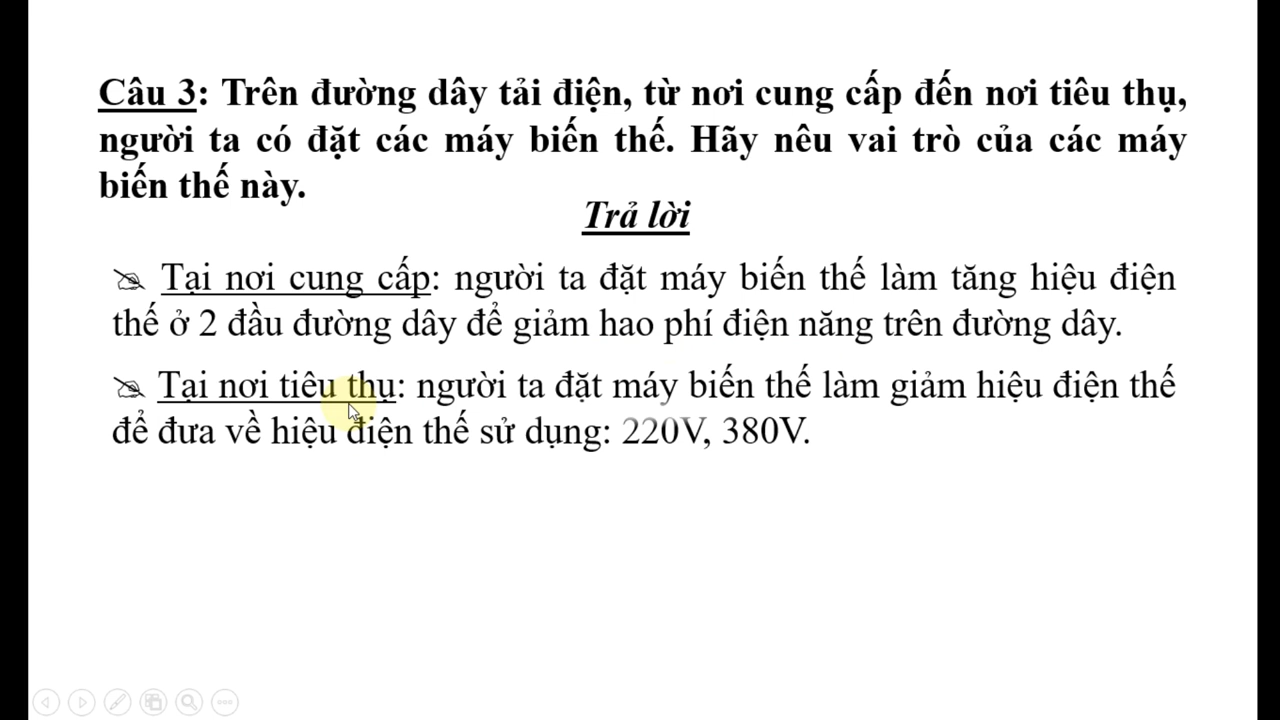 Câu 3: Trên đường dây tải điện, từ nơi cung cấp đến nơi tiêu thụ,
người ta có đặt các máy biến thế. Hãy nêu vai trò của các máy
biến thế này.
Trả lời
Tại nơi cung cấp: người ta đặt máy biến thế làm tăng hiệu điện
thế ở 2 đầu đường dây để giảm hao phí điện năng trên đường dây.
Tại nơi tiêu thụ: người ta đặt máy biến thế làm giảm hiệu điện thế
để đưa về hiệu điện thế sử dụng: 220V, 380V.